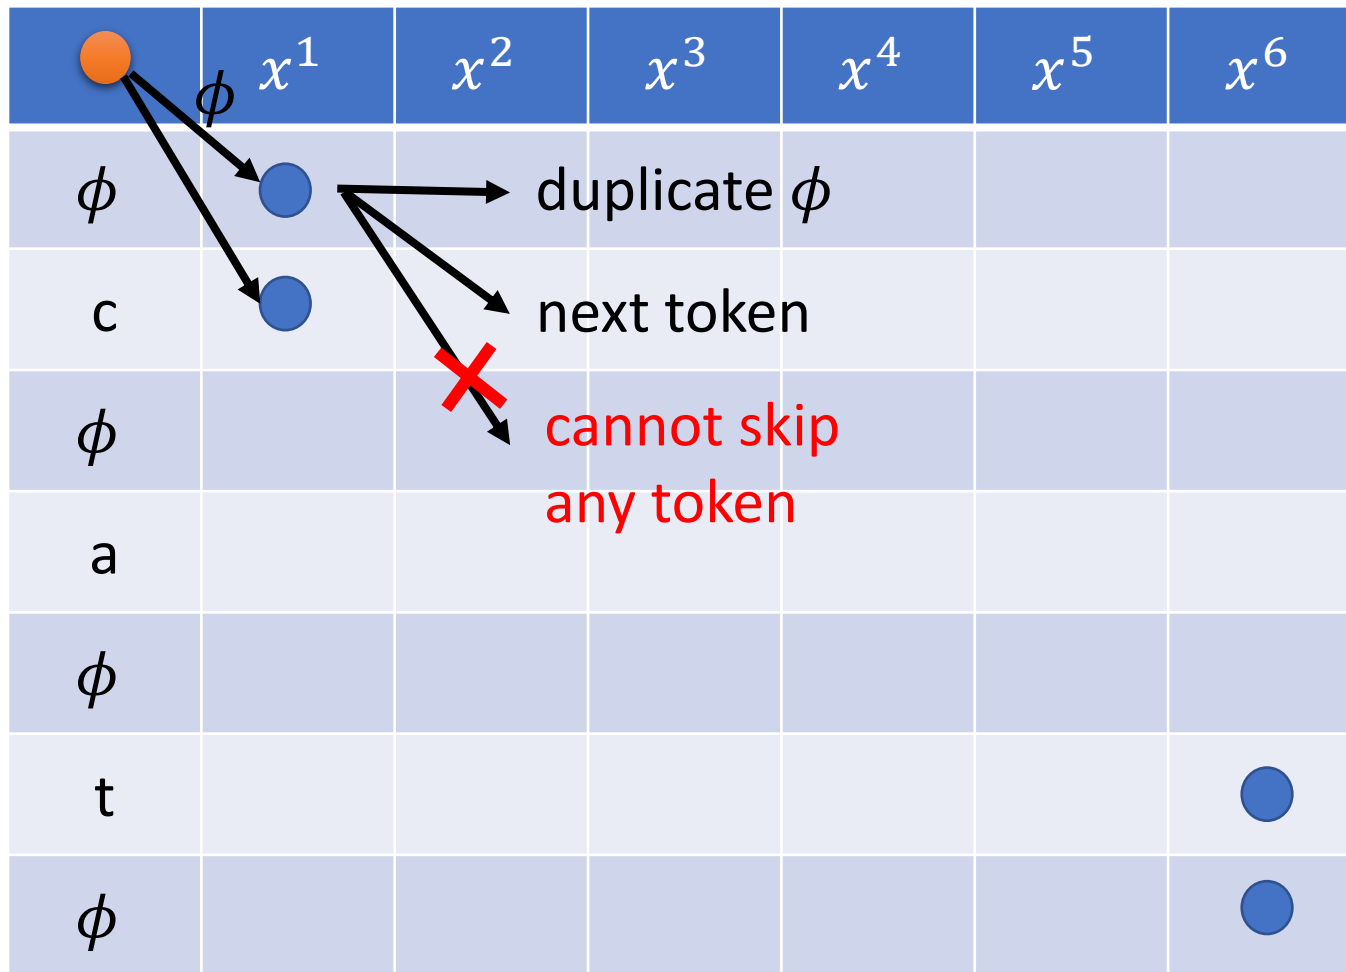 x¹ x² x³ x⁴ x⁵ x⁶
ϕ
ϕ duplicate ϕ
c next token
ϕ cannot skip
any token
a
ϕ
t
ϕ